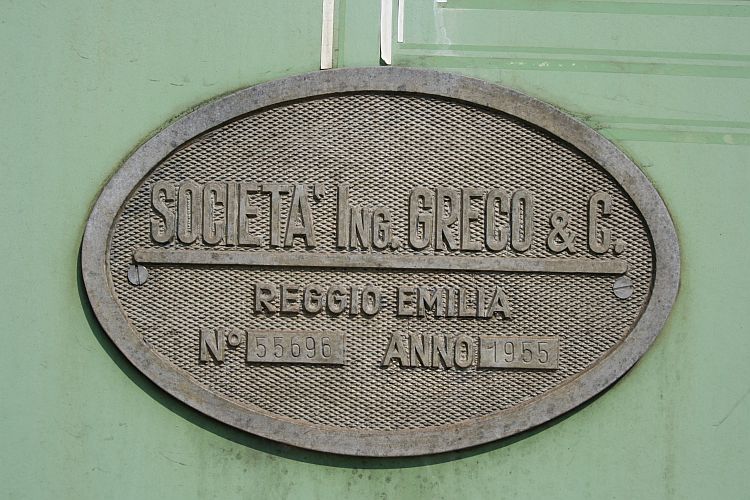 SOCIETA' ING. GRECO & C.
REGGIO EMILIA
N° 55696 ANNO 1955